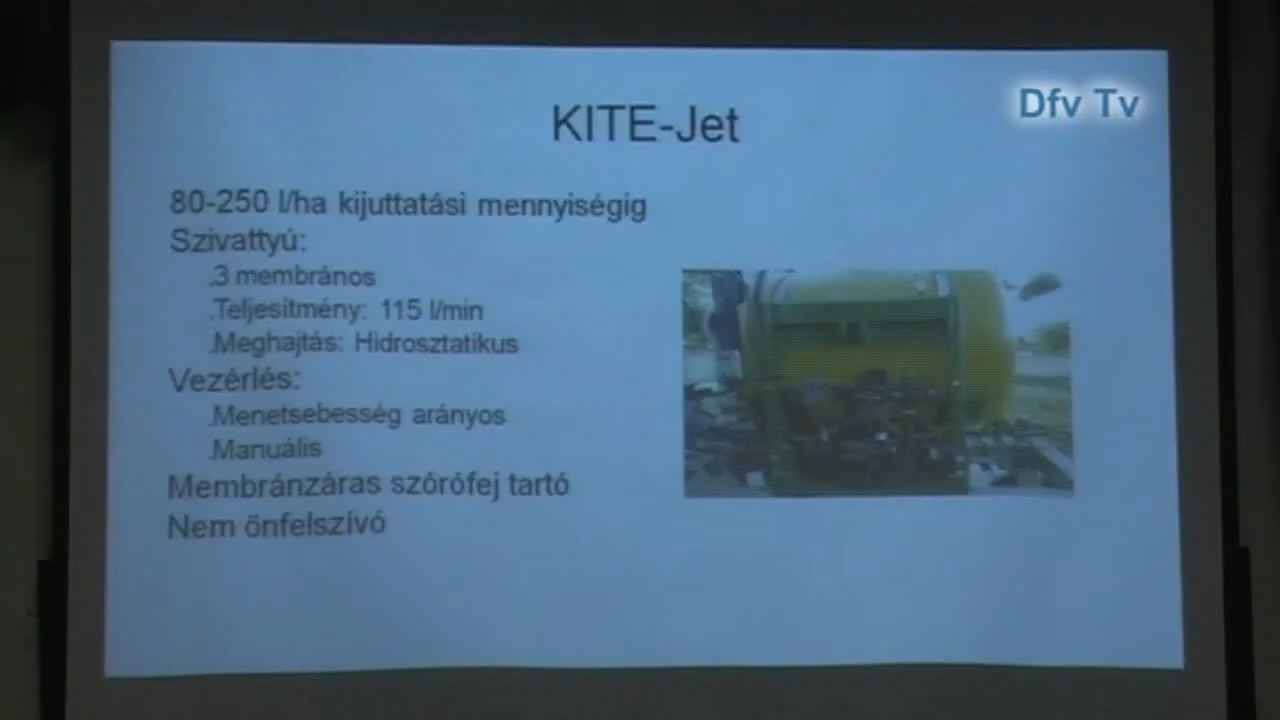 Dfv Tv
KITE-Jet
80-250 l/ha kijuttatási mennyiségig
Szivattyú:
.3 membrános
.Teljesítmény: 115 l/min
.Meghajtás: Hidrosztatikus
Vezérlés:
.Menetsebesség arányos
.Manuális
Membránzáras szórófej tartó
Nem önfelszívó